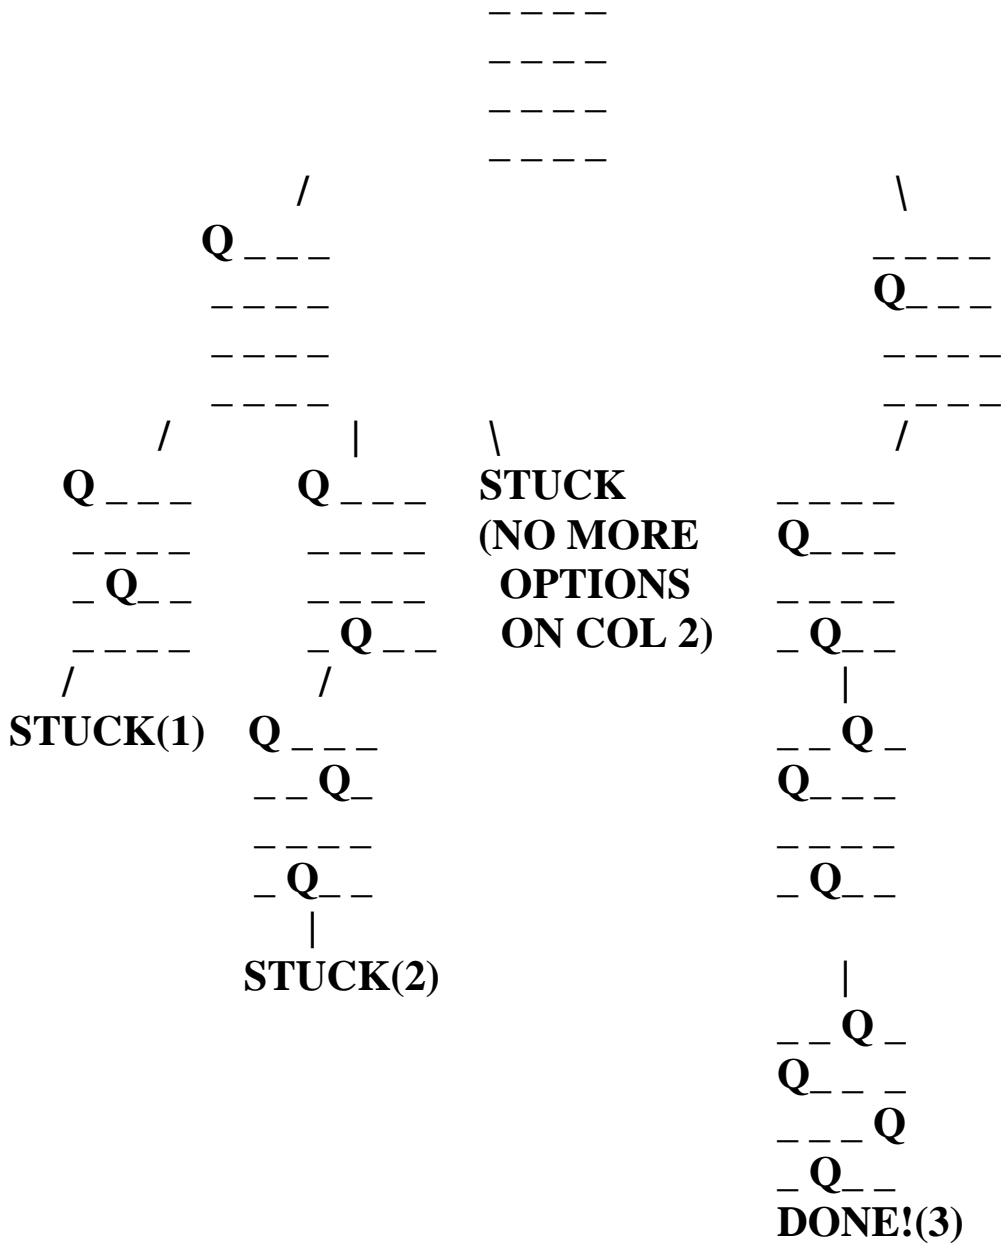 _ _ _ _
_ _ _ _
_ _ _ _
_ _ _ _
/ \
Q _ _ _ _ _ _ _
_ _ _ _ Q_ _ _
_ _ _ _ _ _ _ _
_ _ _ _ _ _ _ _
/ | \ /
Q _ _ _ Q _ _ _ STUCK _ _ _ _
_ _ _ _ _ _ _ _ (NO MORE Q_ _ _
_ Q_ _ _ _ _ _ OPTIONS _ _ _ _
_ _ _ _ _ Q _ _ ON COL 2) _ Q_ _
/ / |
STUCK(1) Q _ _ _ _ _ Q _
_ _ Q_ Q_ _ _
_ _ _ _ _ _ _ _
_ Q_ _ _ Q_ _
|
STUCK(2) |
_ _ Q _
Q_ _ _
_ _ _ Q
_ Q_ _
DONE!(3)